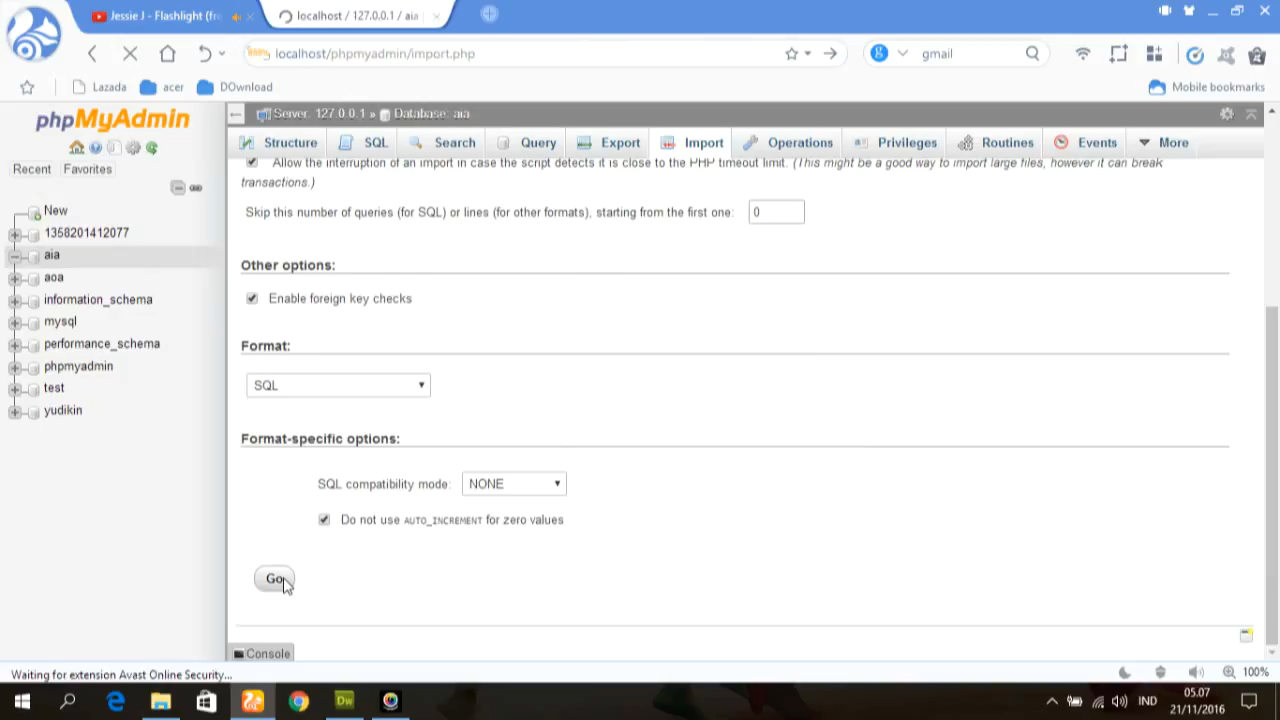 Jessie J - Flashlight (fr
localhost / 127.0.0.1 / aia
localhost/phpmyadmin/import.php
gmail
Lazada
acer
DOwnload
Mobile bookmarks
phpMyAdmin
Server: 127.0.0.1 » Database: aia
Structure
SQL
Search
Query
Export
Import
Operations
Privileges
Routines
Events
More
Recent
Favorites
New
1358201412077
aia
aoa
information_schema
mysql
performance_schema
phpmyadmin
test
yudikin
Allow the interruption of an import in case the script detects it is close to the PHP timeout limit. (This might be a good way to import large files, however it can break
transactions.)
Skip this number of queries (for SQL) or lines (for other formats), starting from the first one: 0
Other options:
Enable foreign key checks
Format:
SQL
Format-specific options:
SQL compatibility mode: NONE
Do not use AUTO_INCREMENT for zero values
Go
Console
Waiting for extension Avast Online Security...
100%
Dw
IND
05.07
21/11/2016